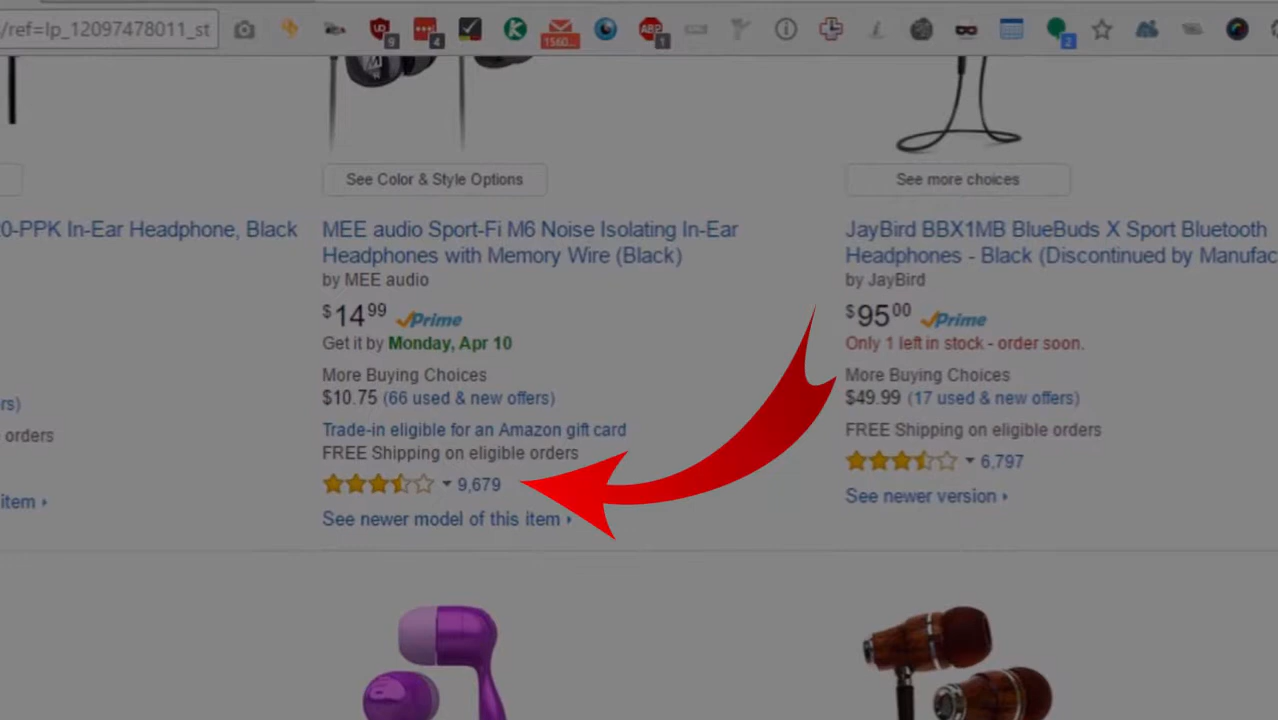 /ref=lp_12097478011_st
9
4
1560...
ABP
1
2
See Color & Style Options
See more choices
0-PPK In-Ear Headphone, Black
MEE audio Sport-Fi M6 Noise Isolating In-Ear
Headphones with Memory Wire (Black)
by MEE audio
$14.99
Prime
Get it by Monday, Apr 10
More Buying Choices
$10.75 (66 used & new offers)
Trade-in eligible for an Amazon gift card
FREE Shipping on eligible orders
9,679
See newer model of this item
JayBird BBX1MB BlueBuds X Sport Bluetooth
Headphones - Black (Discontinued by Manufac
by JayBird
$95.00
Prime
Only 1 left in stock - order soon.
More Buying Choices
$49.99 (17 used & new offers)
FREE Shipping on eligible orders
6,797
See newer version
rs)
orders
item